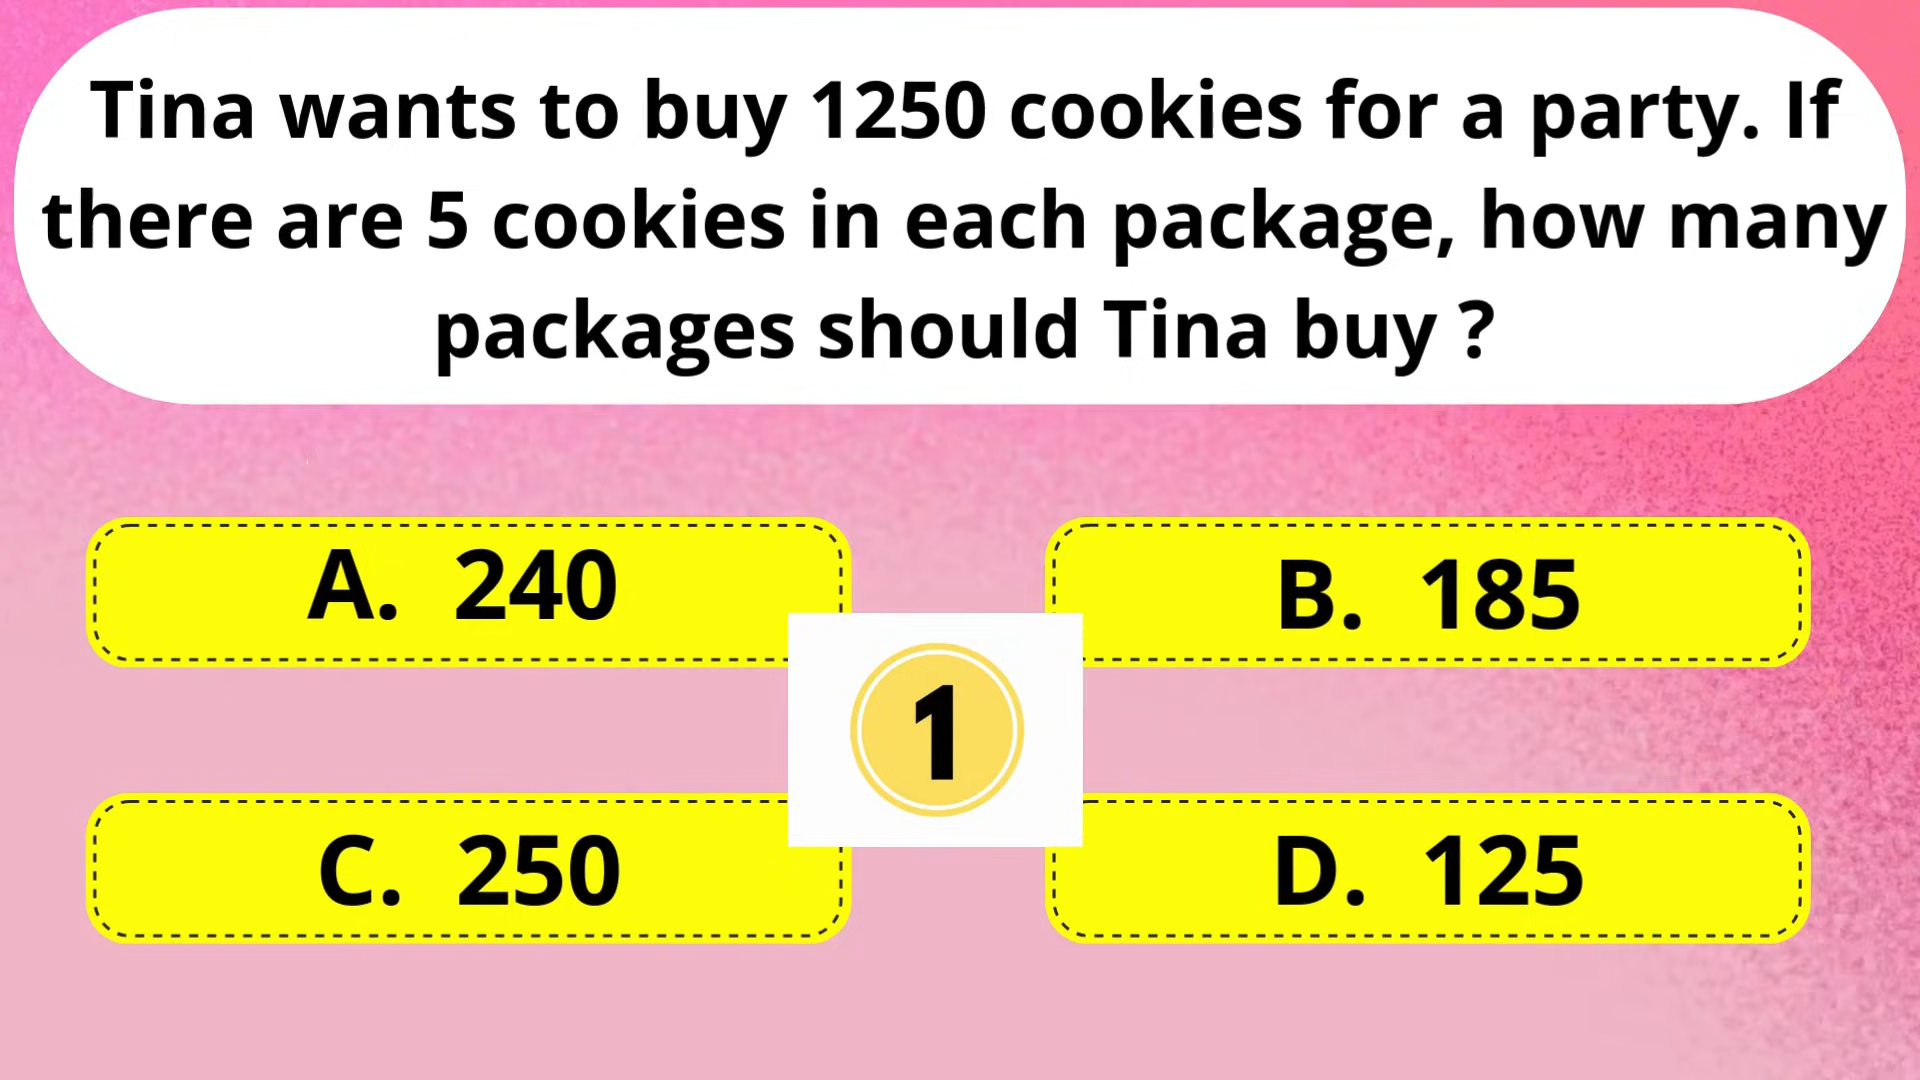 Tina wants to buy 1250 cookies for a party. If
there are 5 cookies in each package, how many
packages should Tina buy ?
A. 240
B. 185
1
C. 250
D. 125